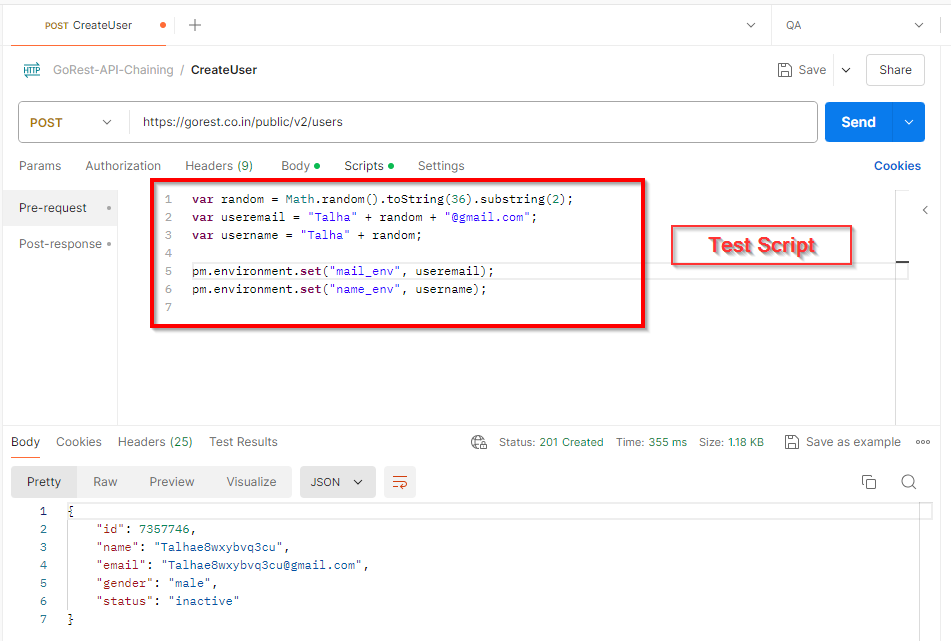 POST CreateUser
QA
HTTP GoRest-API-Chaining / CreateUser Save Share
POST https://gorest.co.in/public/v2/users Send
Params Authorization Headers (9) Body Scripts Settings Cookies
Pre-request
Post-response
1 var random = Math.random().toString(36).substring(2);
2 var useremail = "Talha" + random + "@gmail.com";
3 var username = "Talha" + random;
4
5 pm.environment.set("mail_env", useremail);
6 pm.environment.set("name_env", username);
7
Test Script
Body Cookies Headers (25) Test Results Status: 201 Created Time: 355 ms Size: 1.18 KB Save as example
Pretty Raw Preview Visualize JSON
1 {
2 "id": 7357746,
3 "name": "Talhae8wxybvq3cu",
4 "email": "Talhae8wxybvq3cu@gmail.com",
5 "gender": "male",
6 "status": "inactive"
7 }